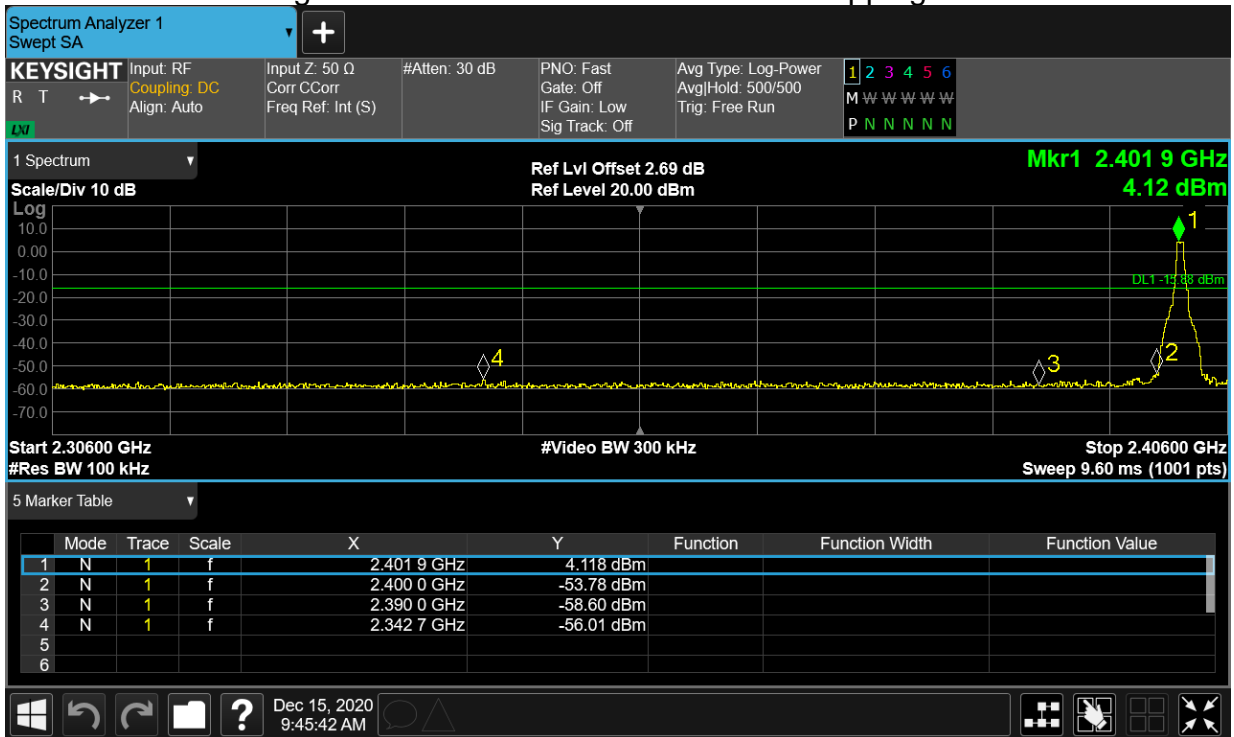 Spectrum Analyzer 1
Swept SA
+
KEYSIGHT Input: RF Input Z: 50 Ω #Atten: 30 dB PNO: Fast Avg Type: Log-Power 1 2 3 4 5 6
R T Coupling: DC Corr CCorr Gate: Off Avg|Hold: 500/500 M W W W W W
Align: Auto Freq Ref: Int (S) IF Gain: Low Trig: Free Run
LXI Sig Track: Off P N N N N N
1 Spectrum Ref Lvl Offset 2.69 dB Mkr1 2.401 9 GHz
Scale/Div 10 dB Ref Level 20.00 dBm 4.12 dBm
Log
10.0 1
0.00
-10.0 DL1 -15.88 dBm
-20.0
-30.0
-40.0
-50.0 4 3 2
-60.0
-70.0
Start 2.30600 GHz #Video BW 300 kHz Stop 2.40600 GHz
#Res BW 100 kHz Sweep 9.60 ms (1001 pts)
5 Marker Table
Mode Trace Scale X Y Function Function Width Function Value
1 N 1 f 2.401 9 GHz 4.118 dBm
2 N 1 f 2.400 0 GHz -53.78 dBm
3 N 1 f 2.390 0 GHz -58.60 dBm
4 N 1 f 2.342 7 GHz -56.01 dBm
5
6
? Dec 15, 2020
9:45:42 AM